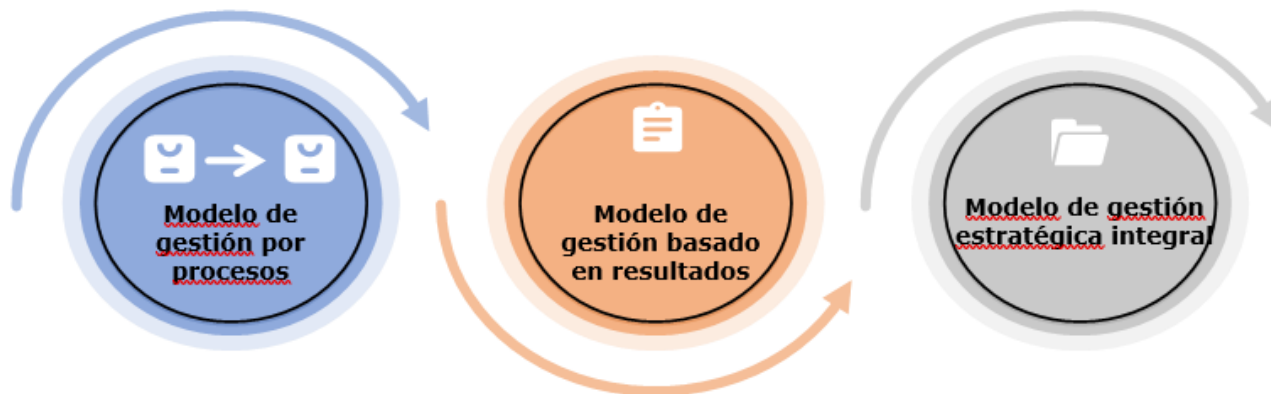 Modelo de
gestión por
procesos
Modelo de
gestión basado
en resultados
Modelo de gestión
estratégica integral